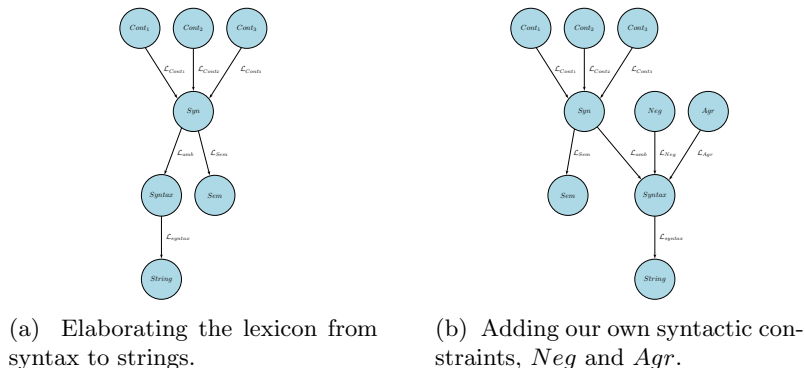 Cont₁ Cont₂ Cont₃ Cont₁ Cont₂ Cont₃
ℒCont₁ ℒCont₂ ℒCont₃ ℒCont₁ ℒCont₂ ℒCont₃
Syn Syn Neg Agr
ℒamb ℒSem ℒSem ℒamb ℒNeg ℒAgr
Syntax Sem Sem Syntax
ℒsyntax ℒsyntax
String String
(a) Elaborating the lexicon from
syntax to strings.
(b) Adding our own syntactic con-
straints, Neg and Agr.